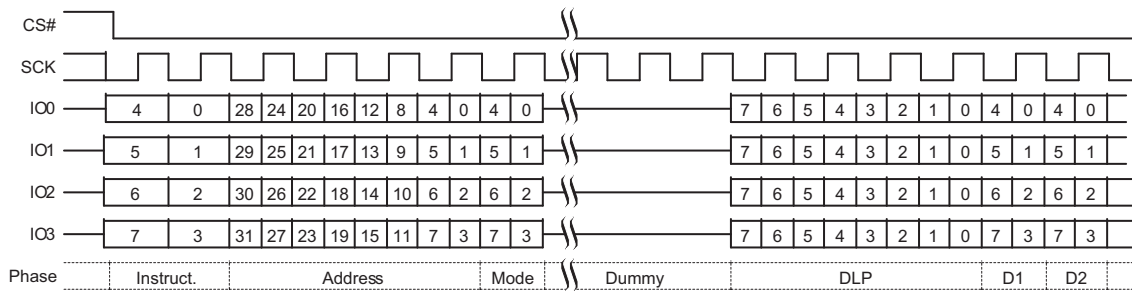 CS#
SCK
IO0 4 0 28 24 20 16 12 8 4 0 4 0 7 6 5 4 3 2 1 0 4 0 4 0
IO1 5 1 29 25 21 17 13 9 5 1 5 1 7 6 5 4 3 2 1 0 5 1 5 1
IO2 6 2 30 26 22 18 14 10 6 2 6 2 7 6 5 4 3 2 1 0 6 2 6 2
IO3 7 3 31 27 23 19 15 11 7 3 7 3 7 6 5 4 3 2 1 0 7 3 7 3
Phase Instruct. Address Mode Dummy DLP D1 D2